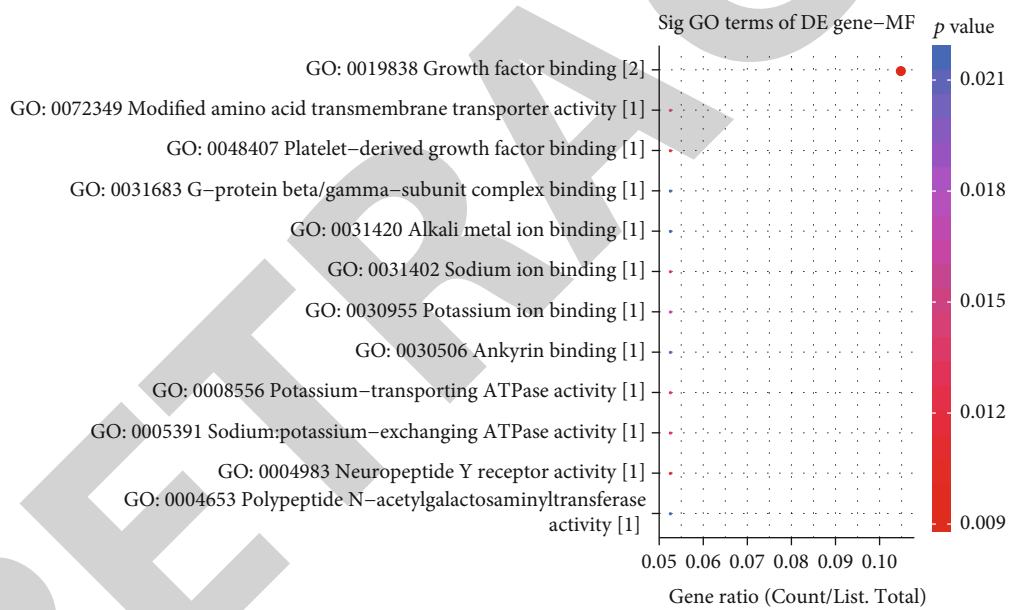 Sig GO terms of DE gene−MF
p value
GO: 0019838 Growth factor binding [2]
GO: 0072349 Modified amino acid transmembrane transporter activity [1]
GO: 0048407 Platelet−derived growth factor binding [1]
GO: 0031683 G−protein beta/gamma−subunit complex binding [1]
GO: 0031420 Alkali metal ion binding [1]
GO: 0031402 Sodium ion binding [1]
GO: 0030955 Potassium ion binding [1]
GO: 0030506 Ankyrin binding [1]
GO: 0008556 Potassium−transporting ATPase activity [1]
GO: 0005391 Sodium:potassium−exchanging ATPase activity [1]
GO: 0004983 Neuropeptide Y receptor activity [1]
GO: 0004653 Polypeptide N−acetylgalactosaminyltransferase
activity [1]
0.021
0.018
0.015
0.012
0.009
0.05 0.06 0.07 0.08 0.09 0.10
Gene ratio (Count/List. Total)
RETRAC